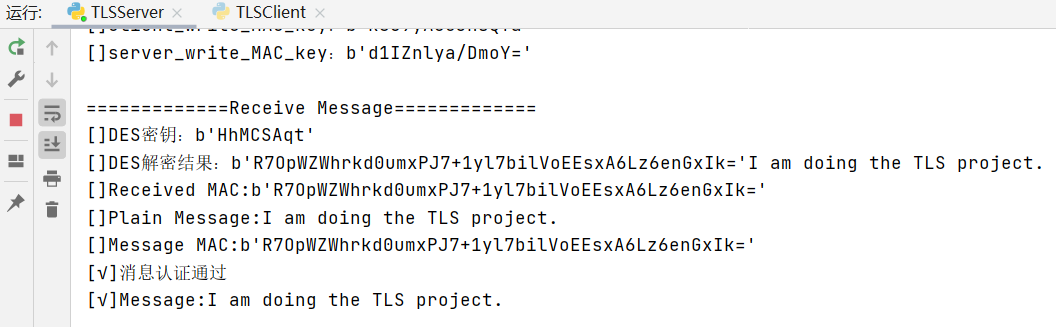 运行: TLSServer × TLSClient ×
[]server_write_MAC_key：b'd1IZnlya/DmoY='
=============Receive Message=============
[]DES密钥：b'HhMCSAqt'
[]DES解密结果：b'R7OpWZWhrkd0umxPJ7+1yl7bilVoEEsxA6Lz6enGxIk='I am doing the TLS project.
[]Received MAC:b'R7OpWZWhrkd0umxPJ7+1yl7bilVoEEsxA6Lz6enGxIk='
[]Plain Message:I am doing the TLS project.
[]Message MAC:b'R7OpWZWhrkd0umxPJ7+1yl7bilVoEEsxA6Lz6enGxIk='
[√]消息认证通过
[√]Message:I am doing the TLS project.